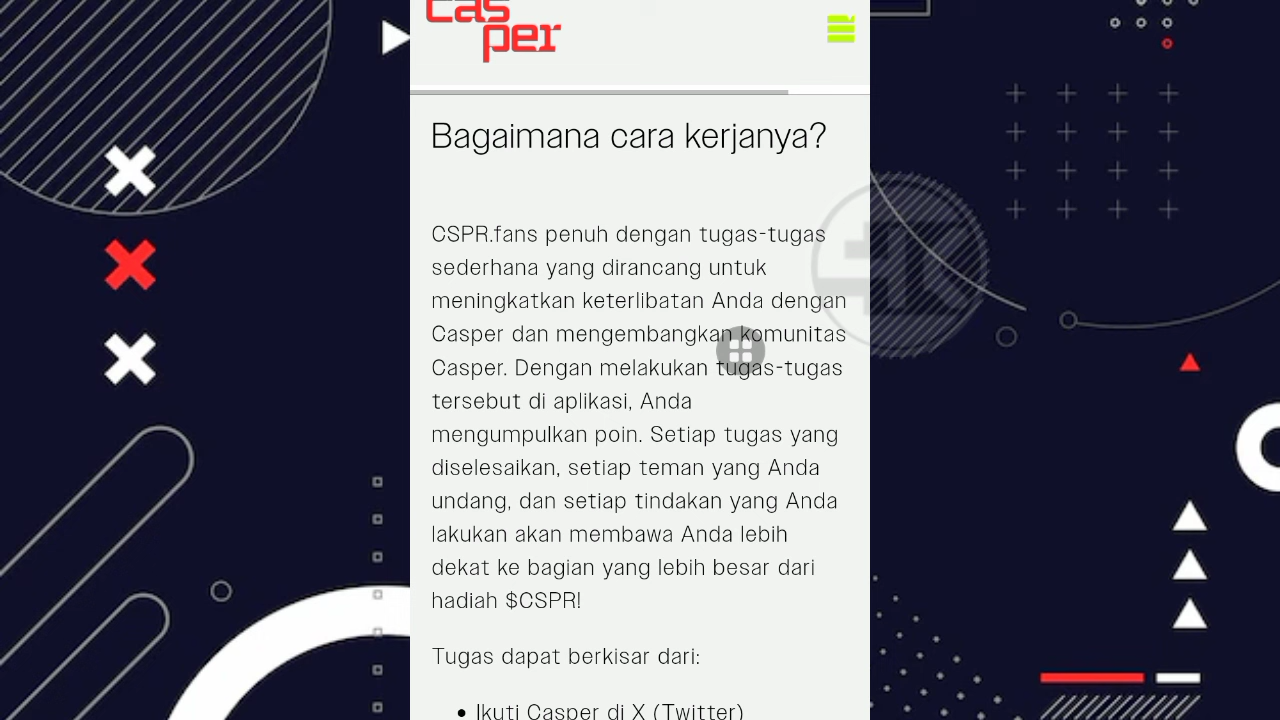 cas
per
Bagaimana cara kerjanya?
CSPR.fans penuh dengan tugas-tugas
sederhana yang dirancang untuk
meningkatkan keterlibatan Anda dengan
Casper dan mengembangkan komunitas
Casper. Dengan melakukan tugas-tugas
tersebut di aplikasi, Anda
mengumpulkan poin. Setiap tugas yang
diselesaikan, setiap teman yang Anda
undang, dan setiap tindakan yang Anda
lakukan akan membawa Anda lebih
dekat ke bagian yang lebih besar dari
hadiah $CSPR!
Tugas dapat berkisar dari:
• Ikuti Casper di X (Twitter)